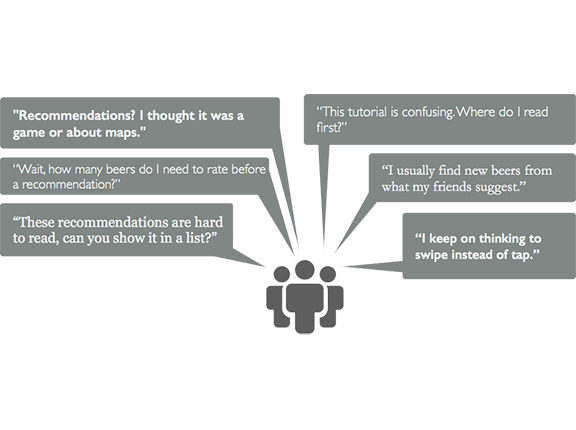 "Recommendations? I thought it was a
game or about maps."
“Wait, how many beers do I need to rate before
a recommendation?”
“These recommendations are hard
to read, can you show it in a list?”
“This tutorial is confusing. Where do I read
first?”
“I usually find new beers from
what my friends suggest.”
“I keep on thinking to
swipe instead of tap.”